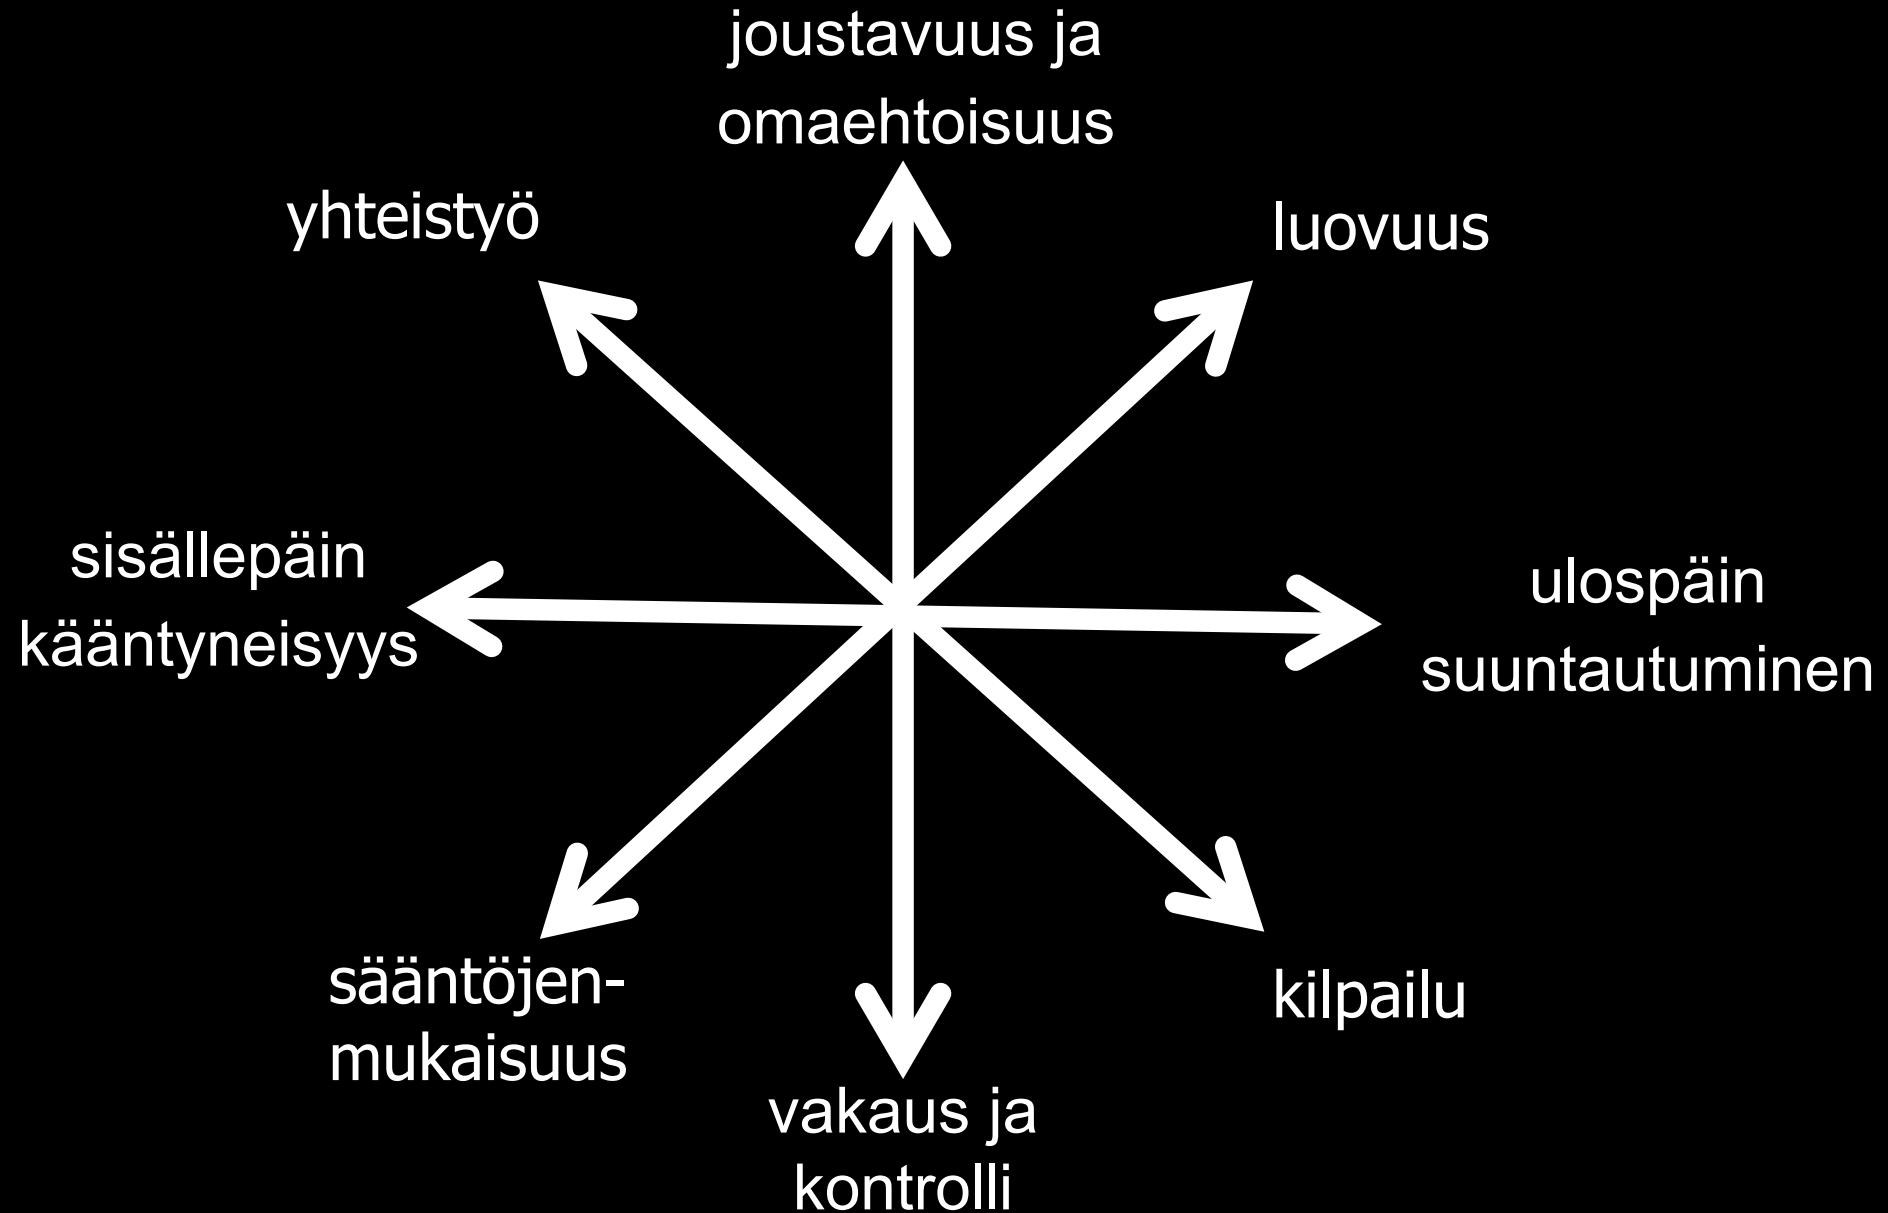 joustavuus ja
omaehtoisuus
yhteistyö
luovuus
sisällepäin
kääntyneisyys
ulospäin
suuntautuminen
sääntöjen-
mukaisuus
kilpailu
vakaus ja
kontrolli